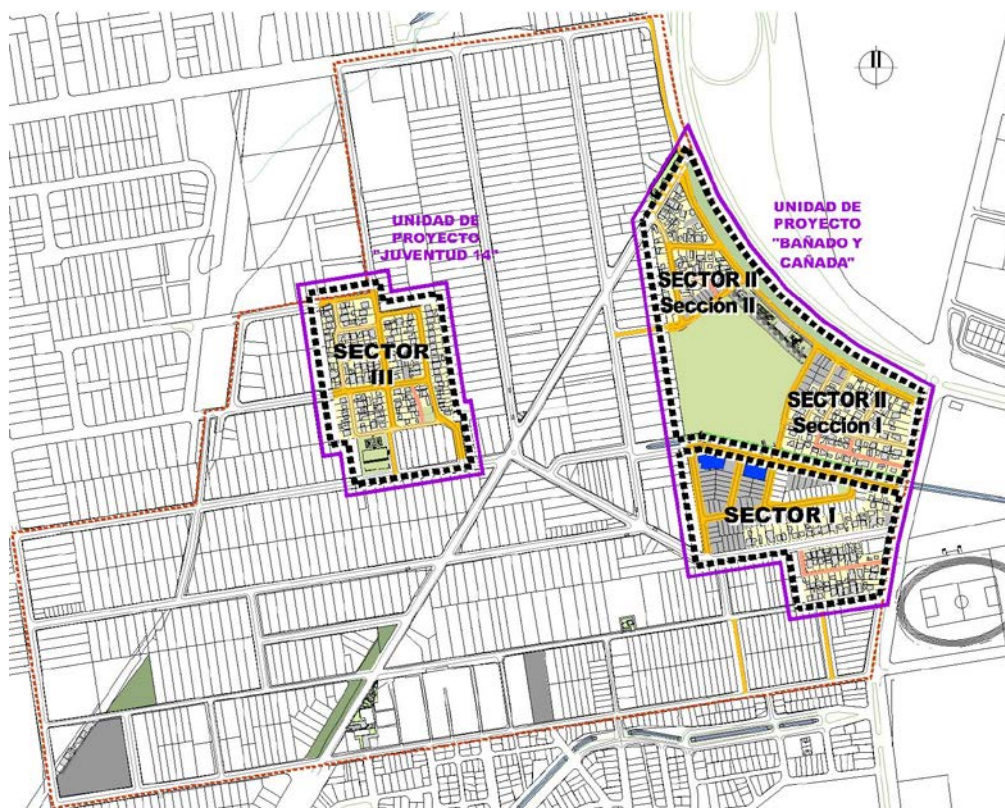 II
UNIDAD DE
PROYECTO
"JUVENTUD 14"
UNIDAD DE
PROYECTO
"BAÑADO Y
CAÑADA"
SECTOR II
Sección II
SECTOR
III
SECTOR II
Sección I
SECTOR I